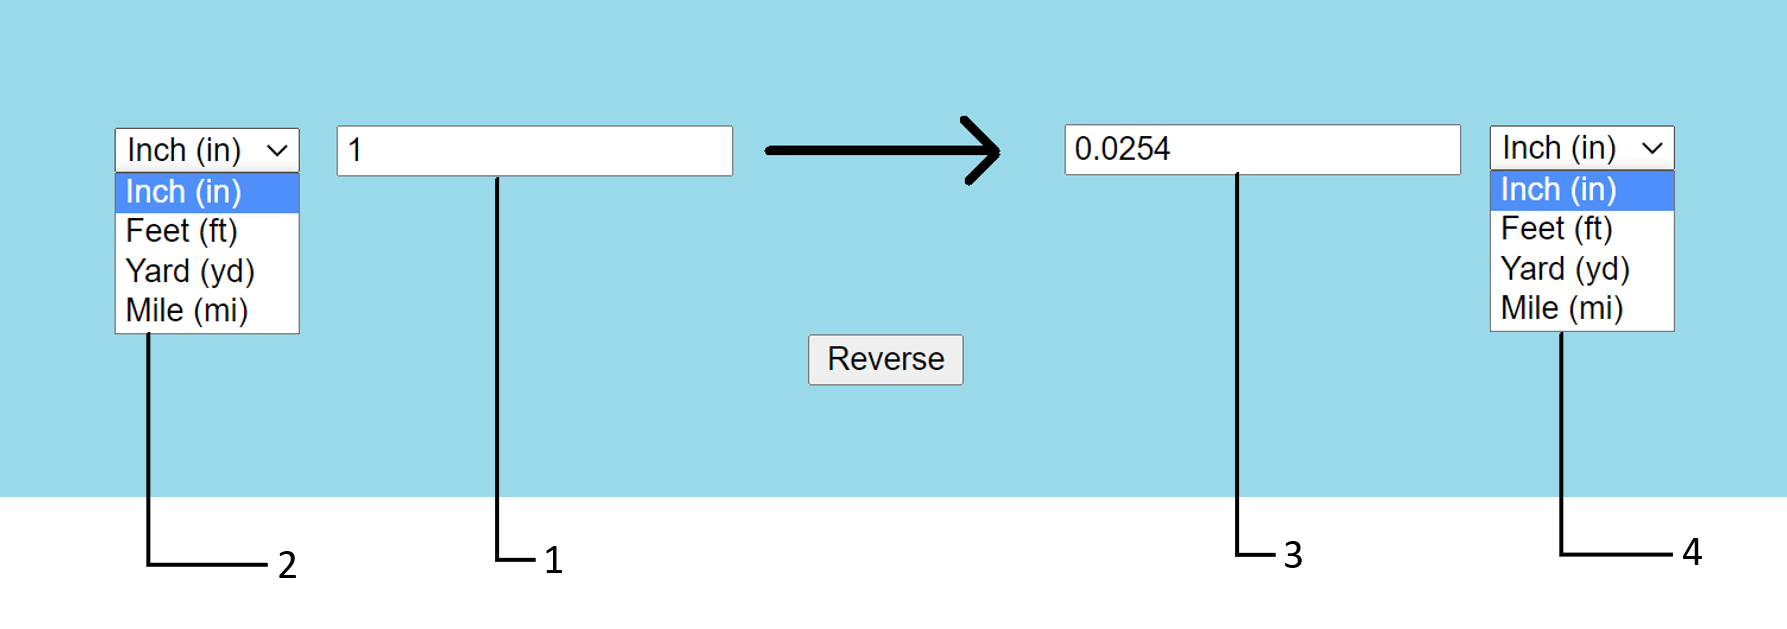 Inch (in)
Inch (in)
Feet (ft)
Yard (yd)
Mile (mi)
1
0.0254
Inch (in)
Inch (in)
Feet (ft)
Yard (yd)
Mile (mi)
Reverse
2
1
3
4